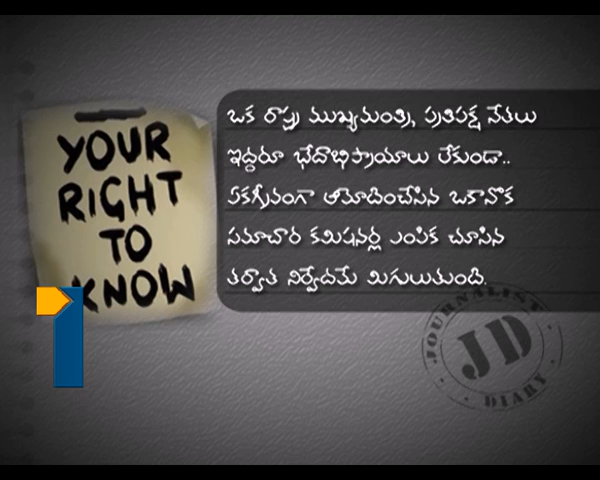 YOUR
RIGHT
TO
KNOW
ఒక రాష్ట్ర ముఖ్యమంత్రి, ప్రతిపక్ష నేతలు
ఇద్దరూ భేదాభిప్రాయాలు లేకుండా..
ఏకగ్రీవంగా ఆమోదించేసిన ఒకానొక
సమాచార కమిషనర్ల ఎంపిక చూసిన
తర్వాత నిర్వేదమే మిగులుతుంది.
JOURNALIST
JD
DIARY